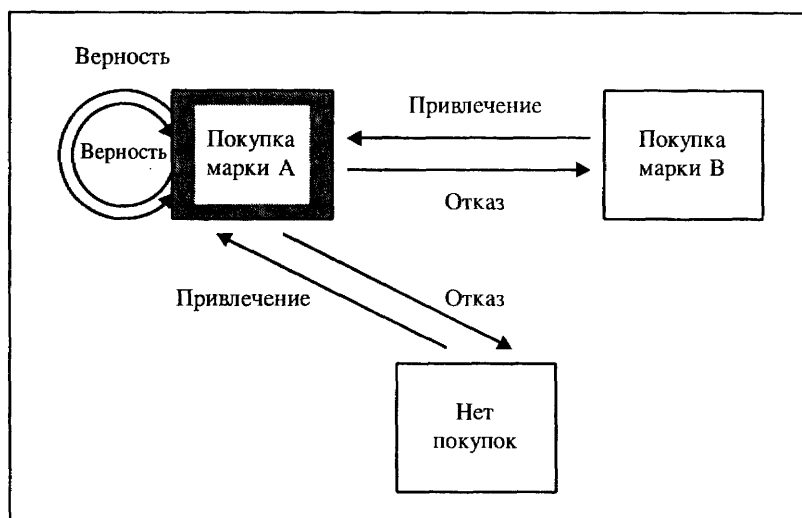 Верность
Верность
Покупка
марки А
Привлечение
Отказ
Покупка
марки В
Привлечение
Отказ
Нет
покупок